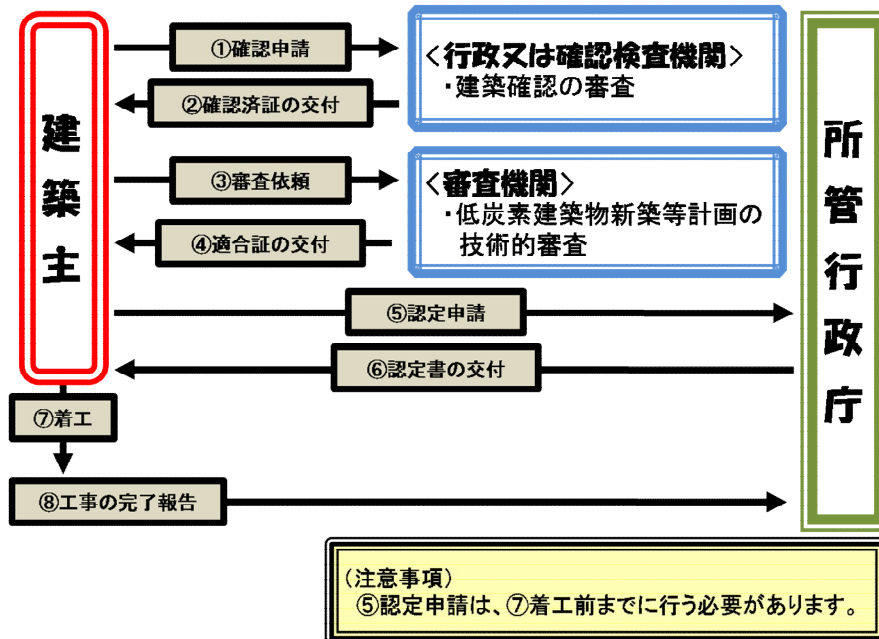 建築主
①確認申請
②確認済証の交付
<行政又は確認検査機関>
・建築確認の審査
③審査依頼
④適合証の交付
<審査機関>
・低炭素建築物新築等計画の
技術的審査
所管行政庁
⑤認定申請
⑥認定書の交付
⑦着工
⑧工事の完了報告
(注意事項)
⑤認定申請は、⑦着工前までに行う必要があります。